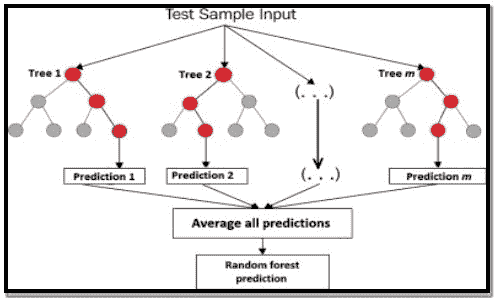 Test Sample Input
Tree 1
Tree 2
(. . .)
Tree m
Prediction 1
Prediction 2
(. . .)
Prediction m
Average all predictions
Random forest
prediction